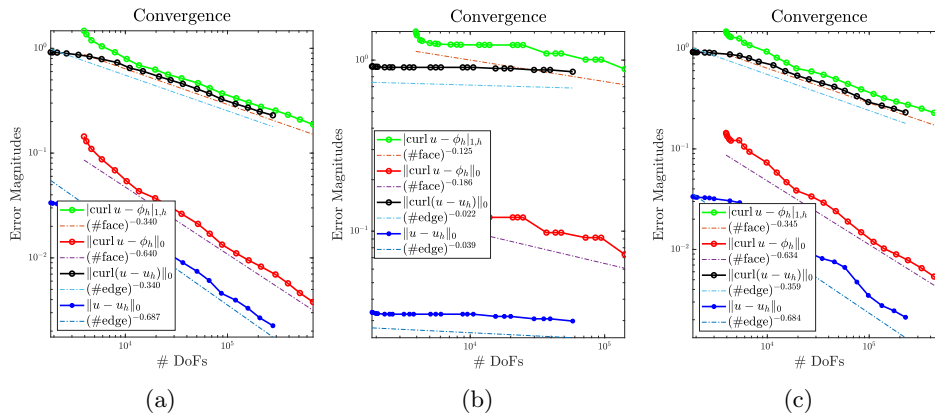 Convergence
Error Magnitudes
10^0
10^{-1}
10^{-2}
|curl u − ϕ_h|_{1,h}
(#face)^{−0.340}
∥curl u − ϕ_h∥_0
(#face)^{−0.640}
∥curl(u − u_h)∥_0
(#edge)^{−0.340}
∥u − u_h∥_0
(#edge)^{−0.687}
10^4
10^5
# DoFs
(a)
Convergence
Error Magnitudes
10^0
10^{-1}
|curl u − ϕ_h|_{1,h}
(#face)^{−0.125}
∥curl u − ϕ_h∥_0
(#face)^{−0.186}
∥curl(u − u_h)∥_0
(#edge)^{−0.022}
∥u − u_h∥_0
(#edge)^{−0.039}
10^4
10^5
# DoFs
(b)
Convergence
Error Magnitudes
10^0
10^{-1}
10^{-2}
|curl u − ϕ_h|_{1,h}
(#face)^{−0.345}
∥curl u − ϕ_h∥_0
(#face)^{−0.634}
∥curl(u − u_h)∥_0
(#edge)^{−0.359}
∥u − u_h∥_0
(#edge)^{−0.684}
10^4
10^5
# DoFs
(c)